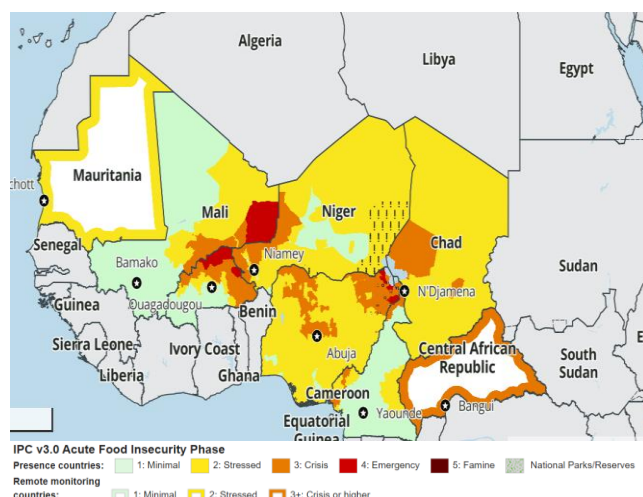 Algeria
Libya
Egypt
Mauritania
chott
Mali
Niger
Chad
Sudan
Senegal
Bamako
Niamey
N'Djamena
Ouagadougou
Guinea
Benin
Sierra Leone
Ivory Coast
Abuja
Central African
Republic
South
Sudan
Liberia
Ghana
Cameroon
Yaounde
Bangui
Equatorial
Guinea
IPC v3.0 Acute Food Insecurity Phase
Presence countries: 1: Minimal 2: Stressed 3: Crisis 4: Emergency 5: Famine National Parks/Reserves
Remote monitoring
countries: 1: Minimal 2: Stressed 3+: Crisis or higher